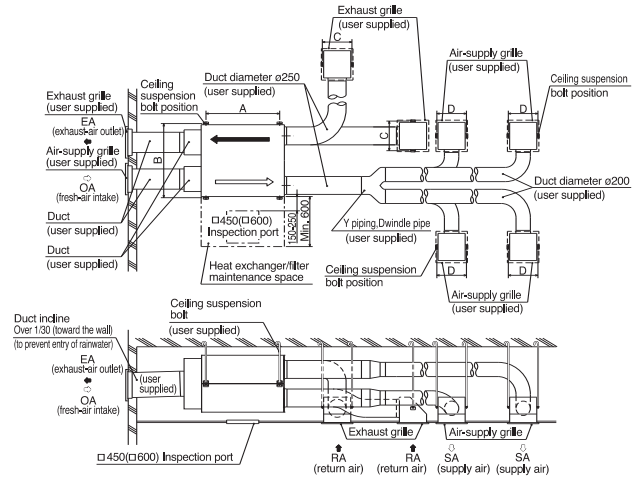 Exhaust grille
(user supplied)
C
Air-supply grille
(user supplied)
Ceiling
suspension
bolt position
Duct diameter ø250
(user supplied)
Ceiling suspension
bolt position
D
D
A
Exhaust grille
(user supplied)
EA
(exhaust-air outlet)
Air-supply grille
(user supplied)
OA
(fresh-air intake)
B
C
Duct diameter ø200
(user supplied)
Duct
(user supplied)
Duct
(user supplied)
□450(□600)
Inspection port
150-250
Min. 600
Y piping,Dwindle pipe
(user supplied)
Heat exchanger/filter
maintenance space
Ceiling suspension
bolt position
D
D
Air-supply grille
(user supplied)
Duct incline
Over 1/30 (toward the wall)
(to prevent entry of rainwater)
Ceiling suspension
bolt
(user supplied)
EA
(exhaust-air outlet)
OA
(fresh-air intake)
(user
supplied)
Exhaust grille
Air-supply grille
□450(□600) Inspection port
RA
(return air)
RA
(return air)
SA
(supply air)
SA
(supply air)